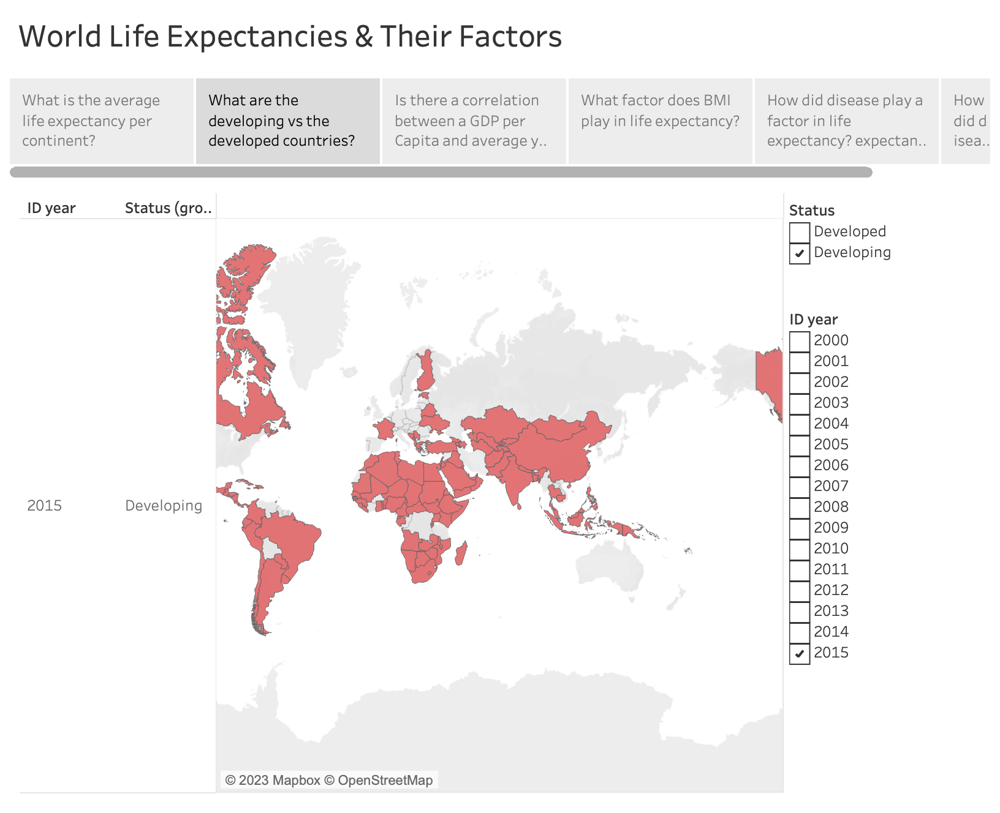 World Life Expectancies & Their Factors
What is the average
life expectancy per
continent?
What are the
developing vs the
developed countries?
Is there a correlation
between a GDP per
Capita and average y..
What factor does BMI
play in life expectancy?
How did disease play a
factor in life
expectancy? expectan..
How
did d
isea..
ID year
Status (gro..
2015
Developing
© 2023 Mapbox © OpenStreetMap
Status
Developed
Developing
ID year
2000
2001
2002
2003
2004
2005
2006
2007
2008
2009
2010
2011
2012
2013
2014
2015